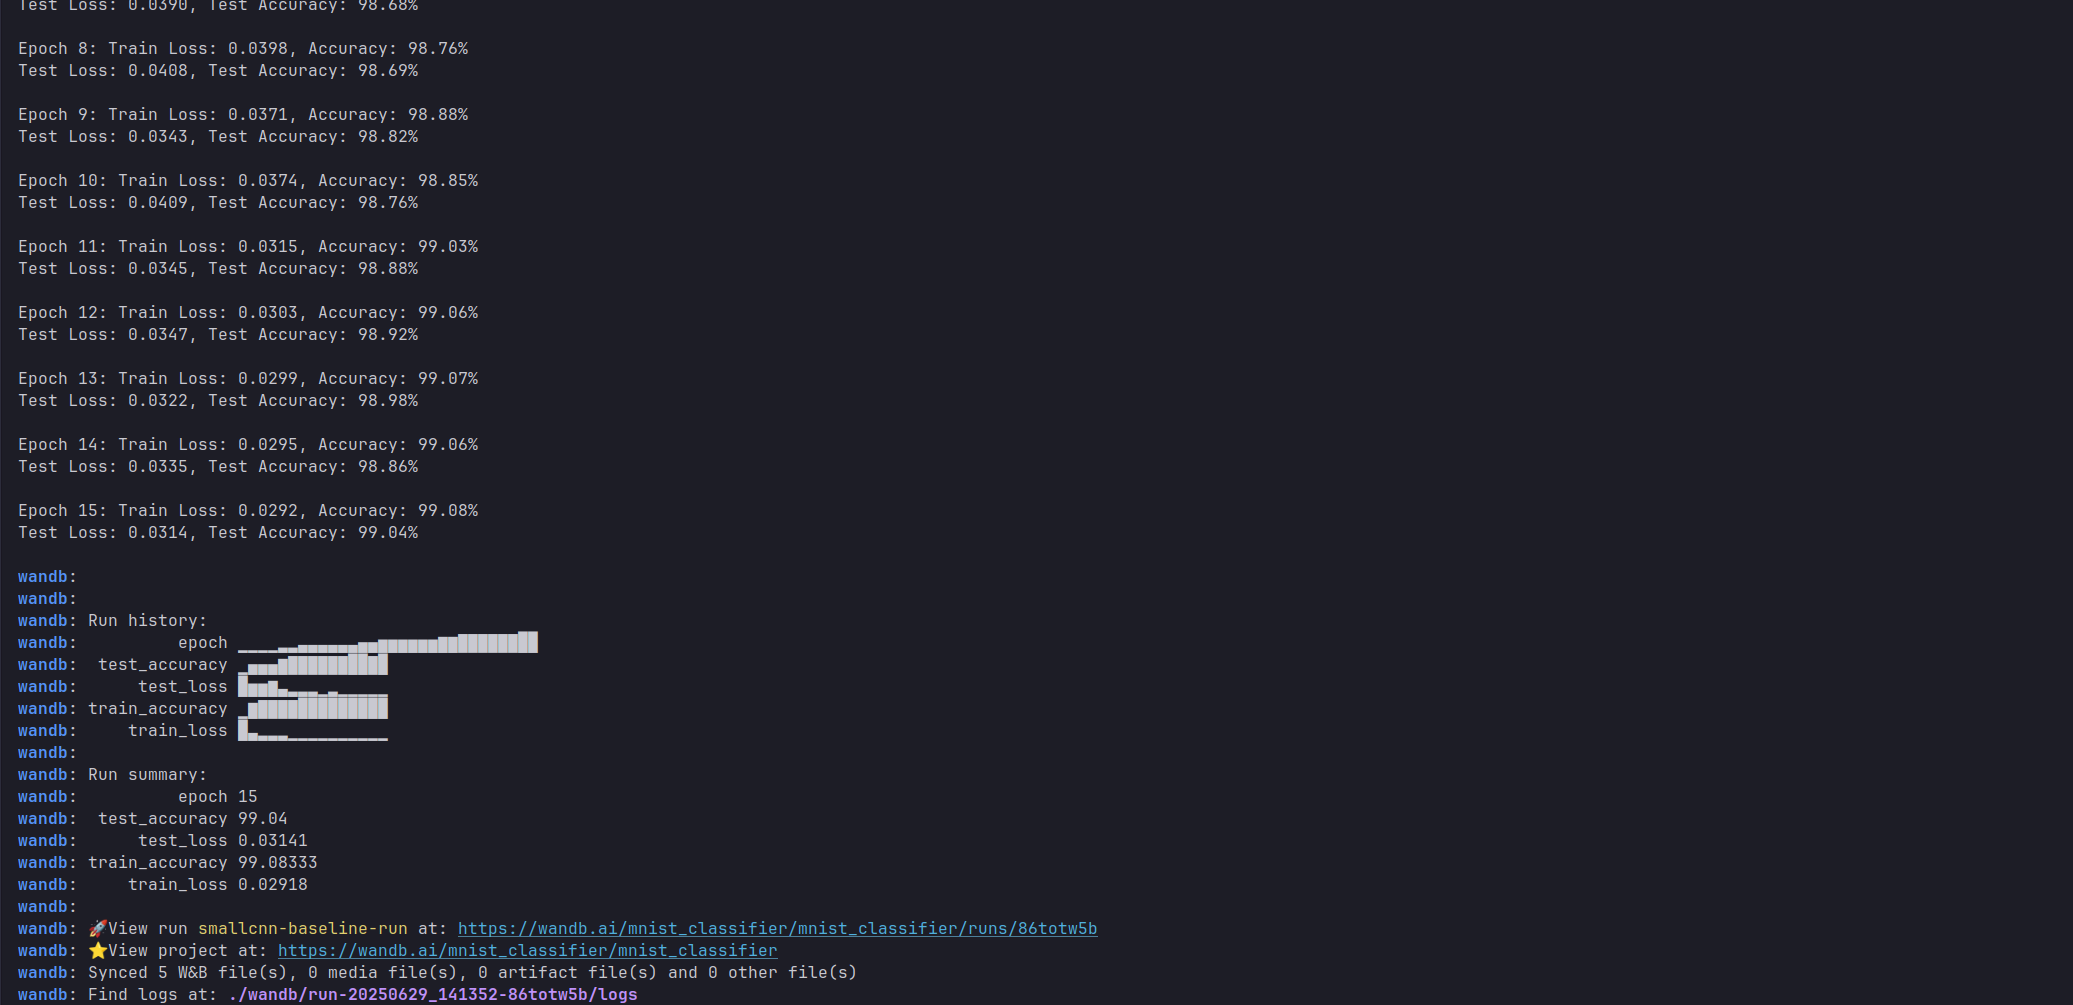 Test Loss: 0.0390, Test Accuracy: 98.68%
Epoch 8: Train Loss: 0.0398, Accuracy: 98.76%
Test Loss: 0.0408, Test Accuracy: 98.69%
Epoch 9: Train Loss: 0.0371, Accuracy: 98.88%
Test Loss: 0.0343, Test Accuracy: 98.82%
Epoch 10: Train Loss: 0.0374, Accuracy: 98.85%
Test Loss: 0.0409, Test Accuracy: 98.76%
Epoch 11: Train Loss: 0.0315, Accuracy: 99.03%
Test Loss: 0.0345, Test Accuracy: 98.88%
Epoch 12: Train Loss: 0.0303, Accuracy: 99.06%
Test Loss: 0.0347, Test Accuracy: 98.92%
Epoch 13: Train Loss: 0.0299, Accuracy: 99.07%
Test Loss: 0.0322, Test Accuracy: 98.98%
Epoch 14: Train Loss: 0.0295, Accuracy: 99.06%
Test Loss: 0.0335, Test Accuracy: 98.86%
Epoch 15: Train Loss: 0.0292, Accuracy: 99.08%
Test Loss: 0.0314, Test Accuracy: 99.04%
wandb:
wandb:
wandb: Run history:
wandb: epoch
wandb: test_accuracy
wandb: test_loss
wandb: train_accuracy
wandb: train_loss
wandb:
wandb: Run summary:
wandb: epoch 15
wandb: test_accuracy 99.04
wandb: test_loss 0.03141
wandb: train_accuracy 99.08333
wandb: train_loss 0.02918
wandb:
wandb: 🚀View run smallcnn-baseline-run at: https://wandb.ai/mnist_classifier/mnist_classifier/runs/86totw5b
wandb: ⭐View project at: https://wandb.ai/mnist_classifier/mnist_classifier
wandb: Synced 5 W&B file(s), 0 media file(s), 0 artifact file(s) and 0 other file(s)
wandb: Find logs at: ./wandb/run-20250629_141352-86totw5b/logs